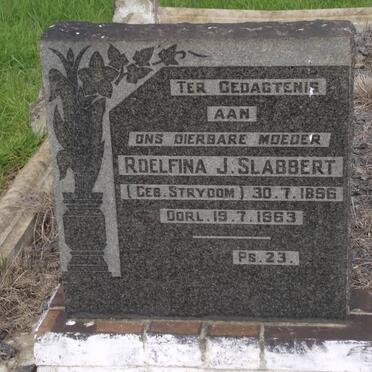 TER GEDAGTENIS
AAN
ONS DIERBARE MOEDER
ROELFINA J. SLABBERT
(GEB. STRYDOM) 30.7.1896
OORL. 19.7.1963
PS. 23.